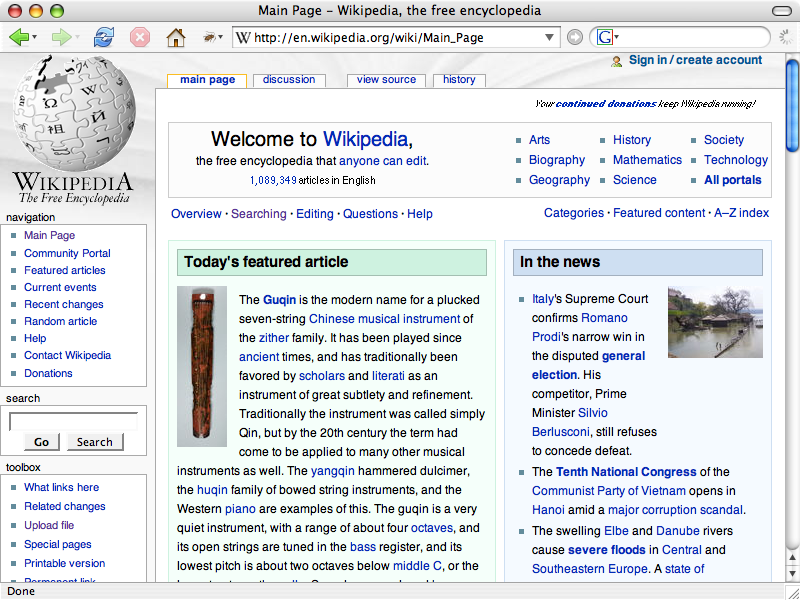 Main Page – Wikipedia, the free encyclopedia
http://en.wikipedia.org/wiki/Main_Page
G
Sign in / create account
main page discussion view source history
Your continued donations keep Wikipedia running!
WIKIPEDIA
The Free Encyclopedia
navigation
Main Page
Community Portal
Featured articles
Current events
Recent changes
Random article
Help
Contact Wikipedia
Donations
search
Go Search
toolbox
What links here
Related changes
Upload file
Special pages
Printable version
Permanent link
Welcome to Wikipedia,
the free encyclopedia that anyone can edit.
1,089,349 articles in English
Arts History Society
Biography Mathematics Technology
Geography Science All portals
Overview · Searching · Editing · Questions · Help
Categories · Featured content · A–Z index
Today's featured article
The Guqin is the modern name for a plucked
seven-string Chinese musical instrument of
the zither family. It has been played since
ancient times, and has traditionally been
favored by scholars and literati as an
instrument of great subtlety and refinement.
Traditionally the instrument was called simply
Qin, but by the 20th century the term had
come to be applied to many other musical
instruments as well. The yangqin hammered dulcimer,
the huqin family of bowed string instruments, and the
Western piano are examples of this. The guqin is a very
quiet instrument, with a range of about four octaves, and
its open strings are tuned in the bass register, and its
lowest pitch is about two octaves below middle C, or the
In the news
Italy's Supreme Court
confirms Romano
Prodi's narrow win in
the disputed general
election. His
competitor, Prime
Minister Silvio
Berlusconi, still refuses
to concede defeat.
The Tenth National Congress of the
Communist Party of Vietnam opens in
Hanoi amid a major corruption scandal.
The swelling Elbe and Danube rivers
cause severe floods in Central and
Southeastern Europe. A state of
Done